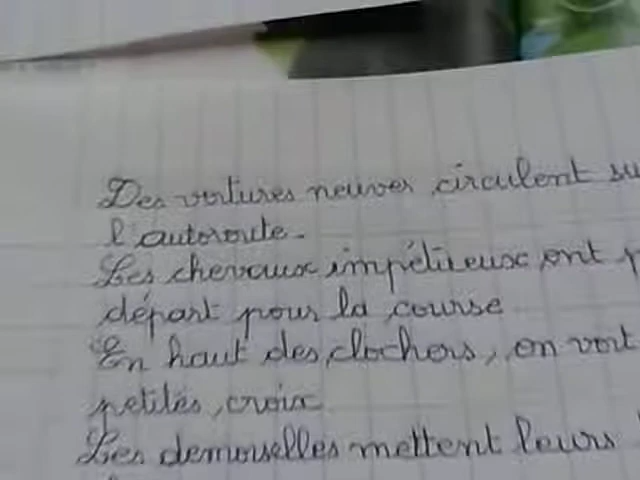 Des voitures neuves circulent su
l'autoroute.
Les chevaux impétueux ont p
départ pour la course
En haut des clochers, on voit
petites croix
Les demoiselles mettent leurs